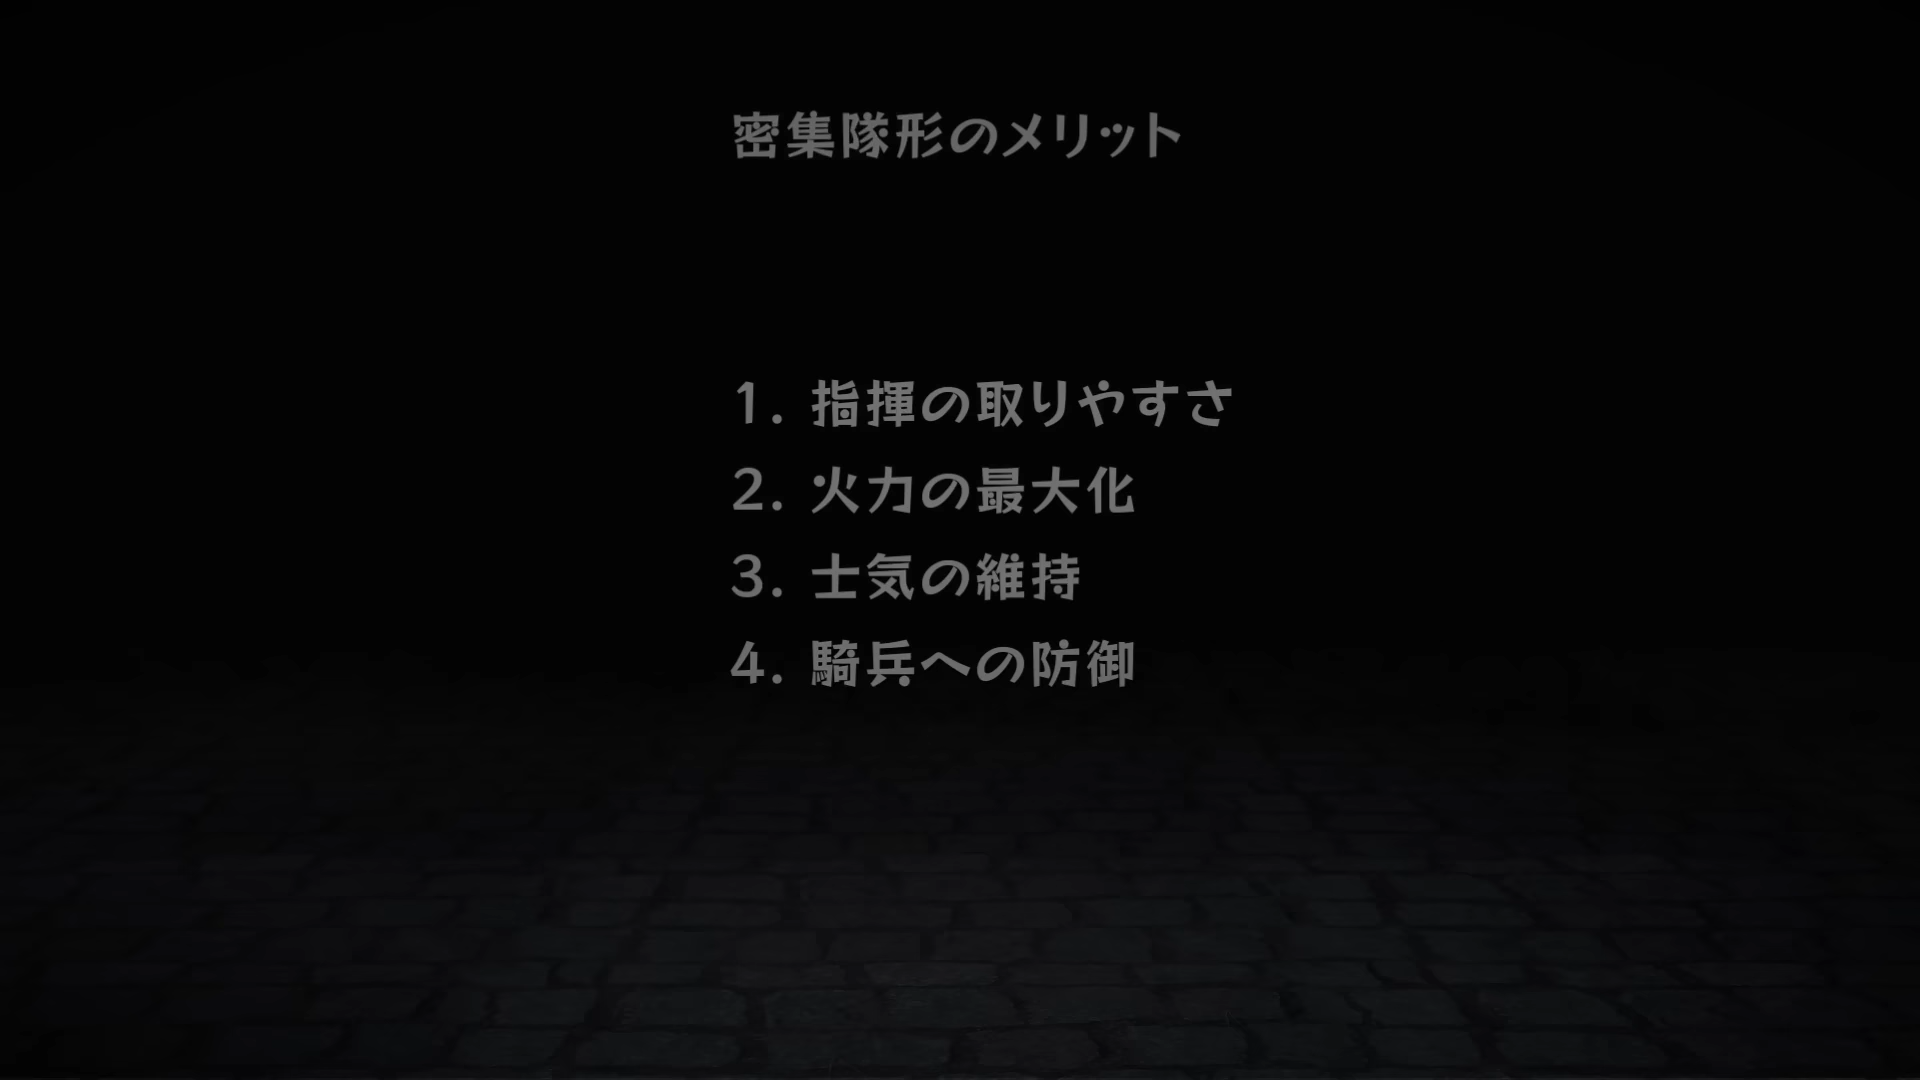 密集隊形のメリット
1. 指揮の取りやすさ
2. 火力の最大化
3. 士気の維持
4. 騎兵への防御